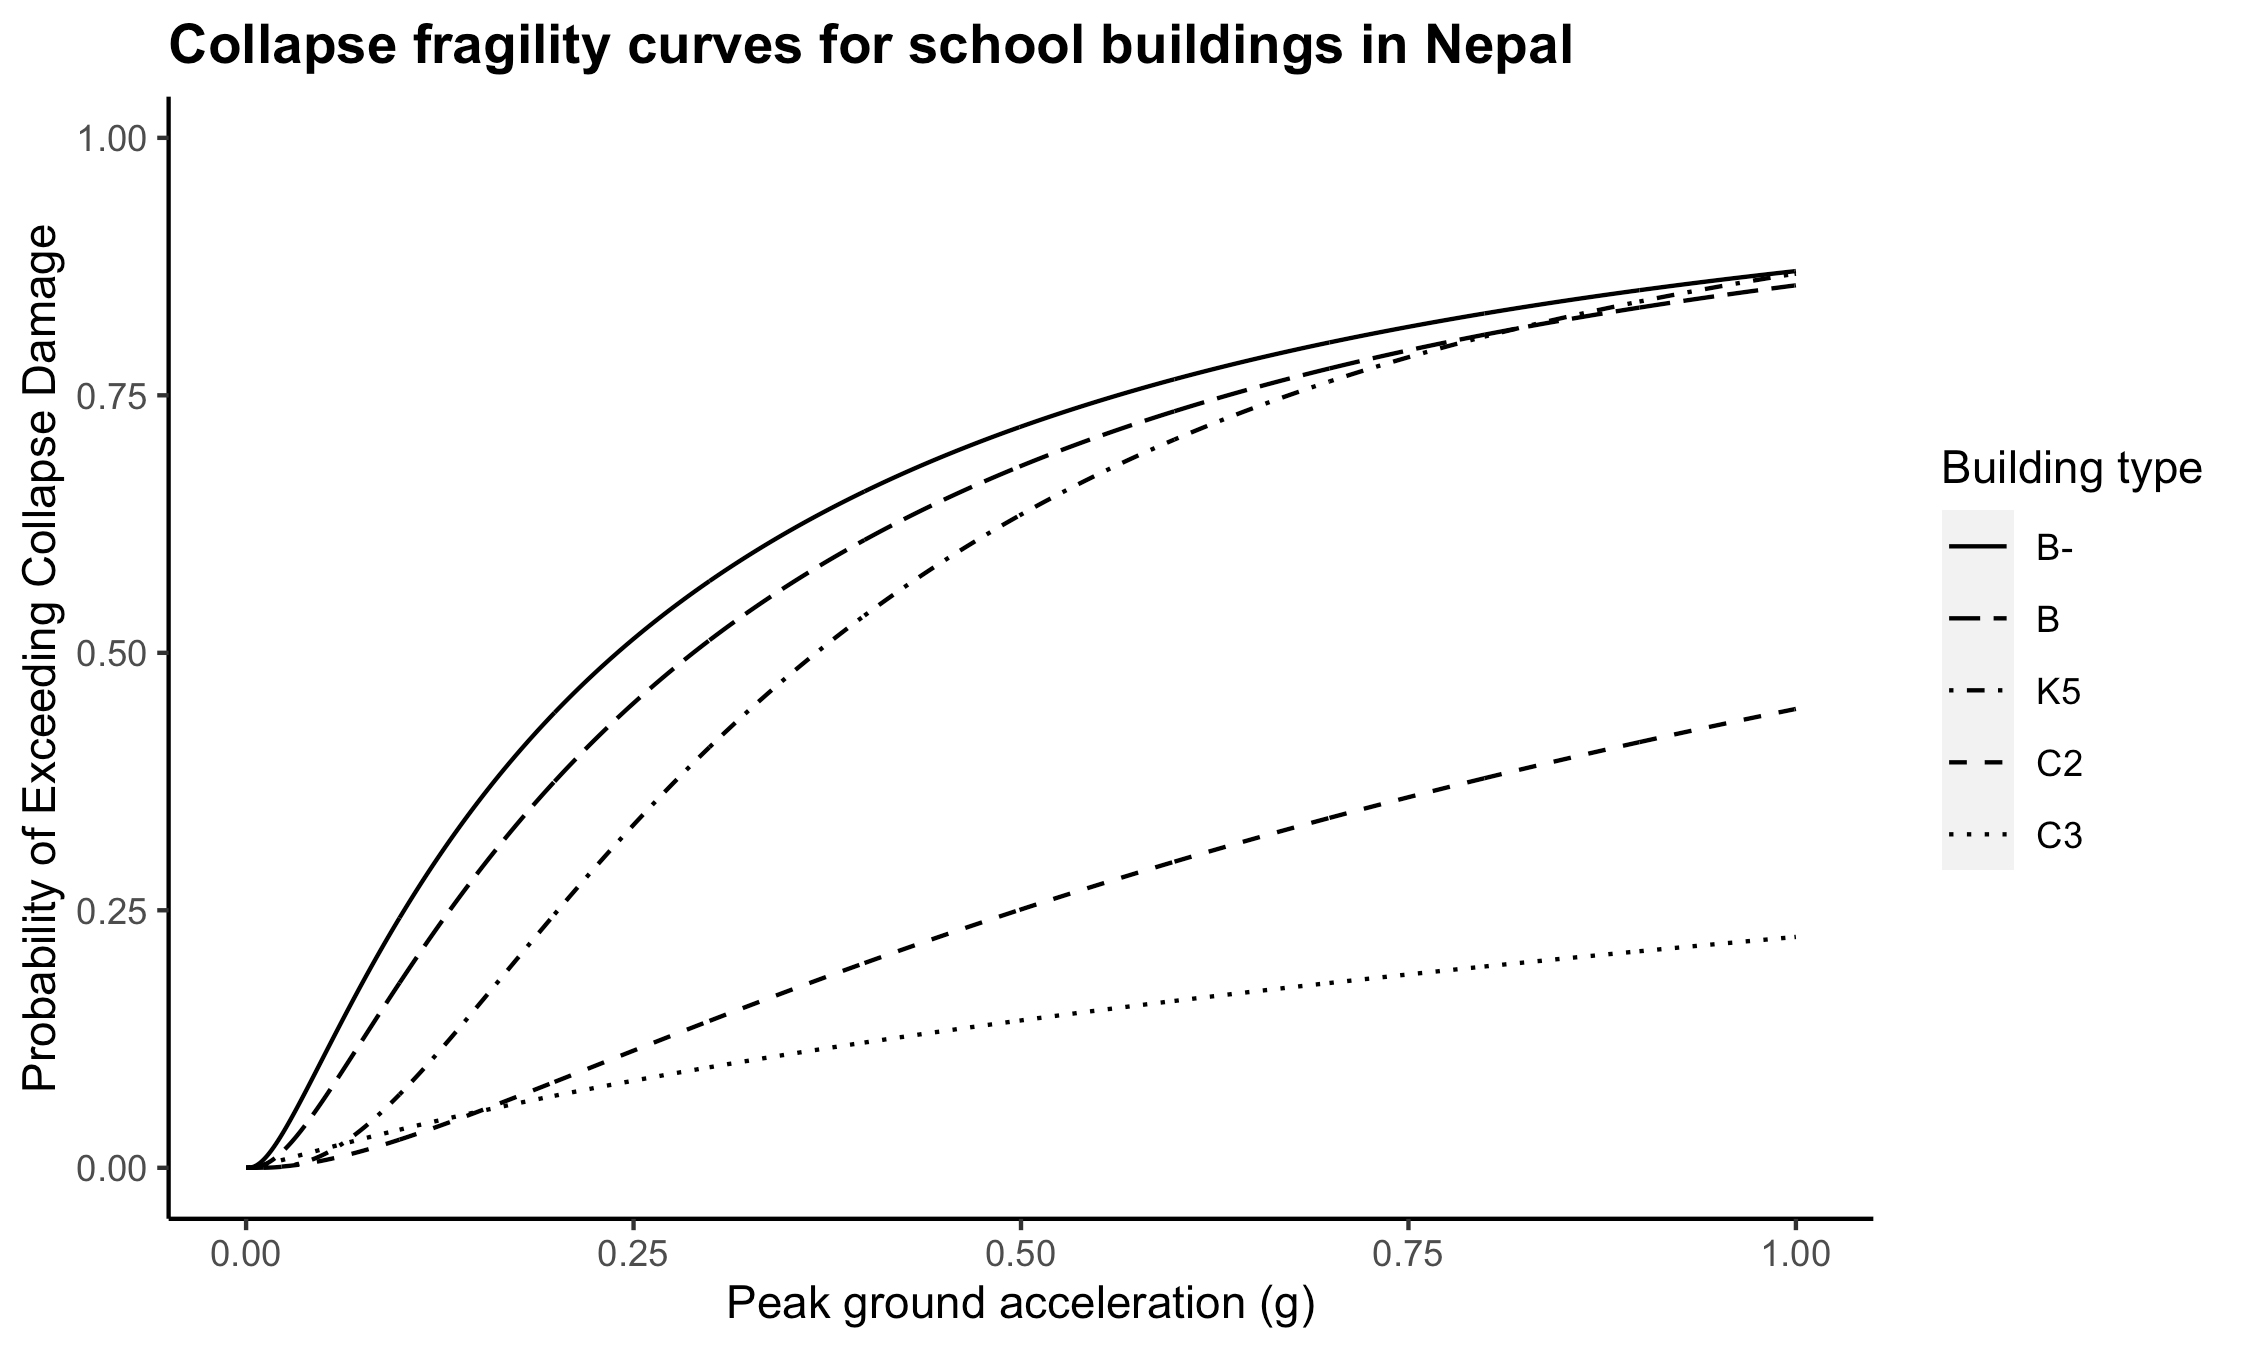 Collapse fragility curves for school buildings in Nepal
Probability of Exceeding Collapse Damage
1.00
0.75
0.50
0.25
0.00
0.00
0.25
0.50
0.75
1.00
Peak ground acceleration (g)
Building type
B-
B
K5
C2
C3